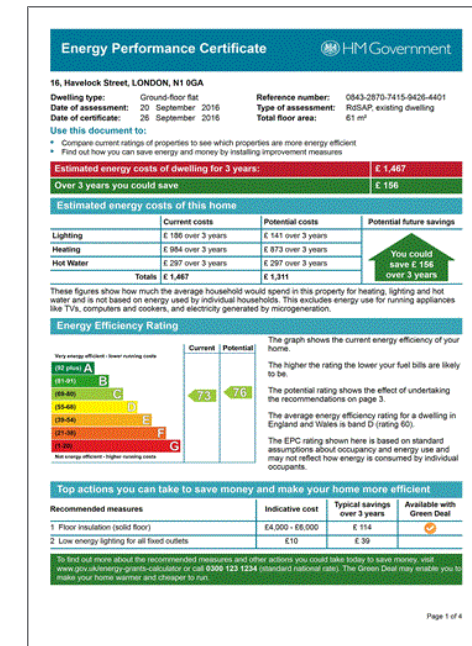 Energy Performance Certificate
HM Government
16, Havelock Street, LONDON, N1 0GA
Dwelling type: Ground-floor flat
Date of assessment: 20 September 2016
Date of certificate: 26 September 2016
Reference number: 0843-2870-7415-9426-4401
Type of assessment: RdSAP, existing dwelling
Total floor area: 61 m²
Use this document to:
• Compare current ratings of properties to see which properties are more energy efficient
• Find out how you can save energy and money by installing improvement measures
Estimated energy costs of dwelling for 3 years: £ 1,467
Over 3 years you could save £ 156
Estimated energy costs of this home
Current costs Potential costs Potential future savings
Lighting £ 186 over 3 years £ 141 over 3 years
Heating £ 984 over 3 years £ 873 over 3 years
Hot Water £ 297 over 3 years £ 297 over 3 years
Totals £ 1,467 £ 1,311
You could
save £ 156
over 3 years
These figures show how much the average household would spend in this property for heating, lighting and hot
water and is not based on energy used by individual households. This excludes energy use for running appliances
like TVs, computers and cookers, and electricity generated by microgeneration.
Energy Efficiency Rating
Current Potential
Very energy efficient - lower running costs
(92 plus) A
(81-91) B
(69-80) C
(55-68) D
(39-54) E
(21-38) F
(1-20) G
Not energy efficient - higher running costs
73
76
The graph shows the current energy efficiency of your
home.
The higher the rating the lower your fuel bills are likely
to be.
The potential rating shows the effect of undertaking
the recommendations on page 3.
The average energy efficiency rating for a dwelling in
England and Wales is band D (rating 60).
The EPC rating shown here is based on standard
assumptions about occupancy and energy use and
may not reflect how energy is consumed by individual
occupants.
Top actions you can take to save money and make your home more efficient
Recommended measures Indicative cost Typical savings over 3 years Available with Green Deal
1 Floor insulation (solid floor) £4,000 - £6,000 £ 114
2 Low energy lighting for all fixed outlets £10 £ 39
To find out more about the recommended measures and other actions you could take today to save money, visit
www.gov.uk/energy-grants-calculator or call 0300 123 1234 (standard national rate). The Green Deal may enable you to
make your home warmer and cheaper to run.
Page 1 of 4